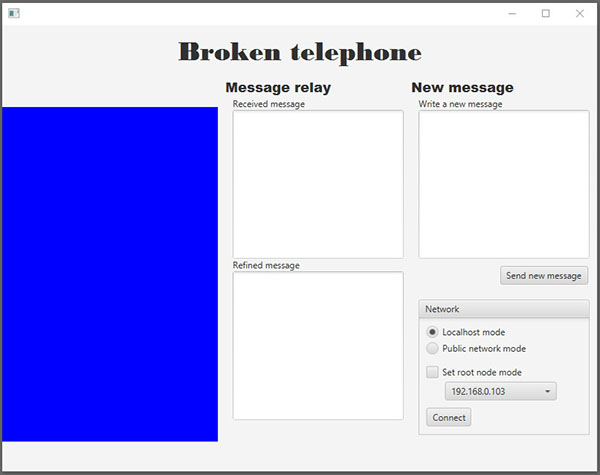 Broken telephone
Message relay
Received message
Refined message
New message
Write a new message
Send new message
Network
Localhost mode
Public network mode
Set root node mode
192.168.0.103
Connect